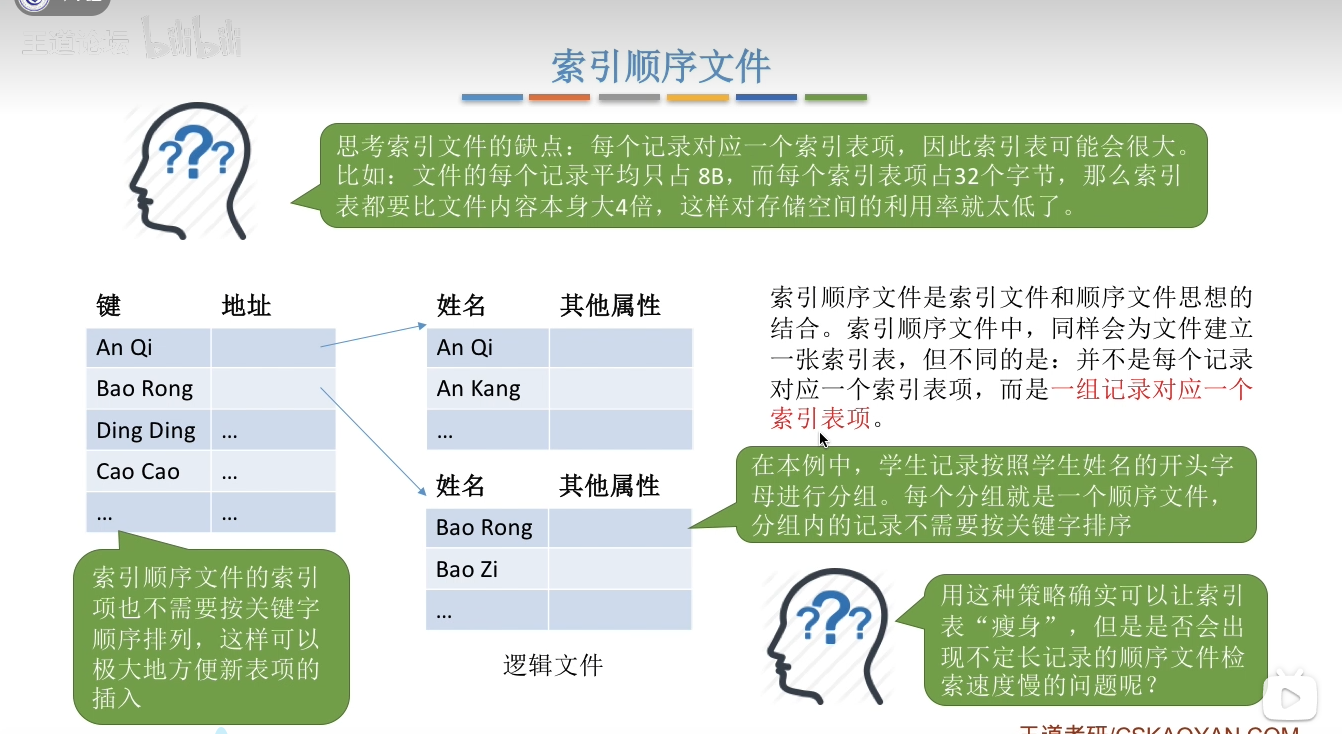 王道论坛 bilibili
索引顺序文件
???
思考索引文件的缺点：每个记录对应一个索引表项，因此索引表可能会很大。
比如：文件的每个记录平均只占 8B，而每个索引表项占32个字节，那么索引
表都要比文件内容本身大4倍，这样对存储空间的利用率就太低了。
键 地址
An Qi
Bao Rong
Ding Ding ...
Cao Cao ...
... ...
姓名 其他属性
An Qi
An Kang
...
姓名 其他属性
Bao Rong
Bao Zi
...
逻辑文件
索引顺序文件是索引文件和顺序文件思想的
结合。索引顺序文件中，同样会为文件建立
一张索引表，但不同的是：并不是每个记录
对应一个索引表项，而是一组记录对应一个
索引表项。
在本例中，学生记录按照学生姓名的开头字
母进行分组。每个分组就是一个顺序文件，
分组内的记录不需要按关键字排序
索引顺序文件的索引
项也不需要按关键字
顺序排列，这样可以
极大地方便新表项的
插入
???
用这种策略确实可以让索引
表“瘦身”，但是是否会出
现不定长记录的顺序文件检
索速度慢的问题呢？
王道考研/CSKAOYAN.COM